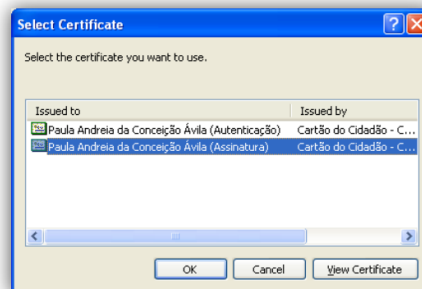 Select Certificate
Select the certificate you want to use.
Issued to Issued by
Paula Andreia da Conceição Ávila (Autenticação) Cartão do Cidadão - C...
Paula Andreia da Conceição Ávila (Assinatura) Cartão do Cidadão - C...
OK Cancel View Certificate